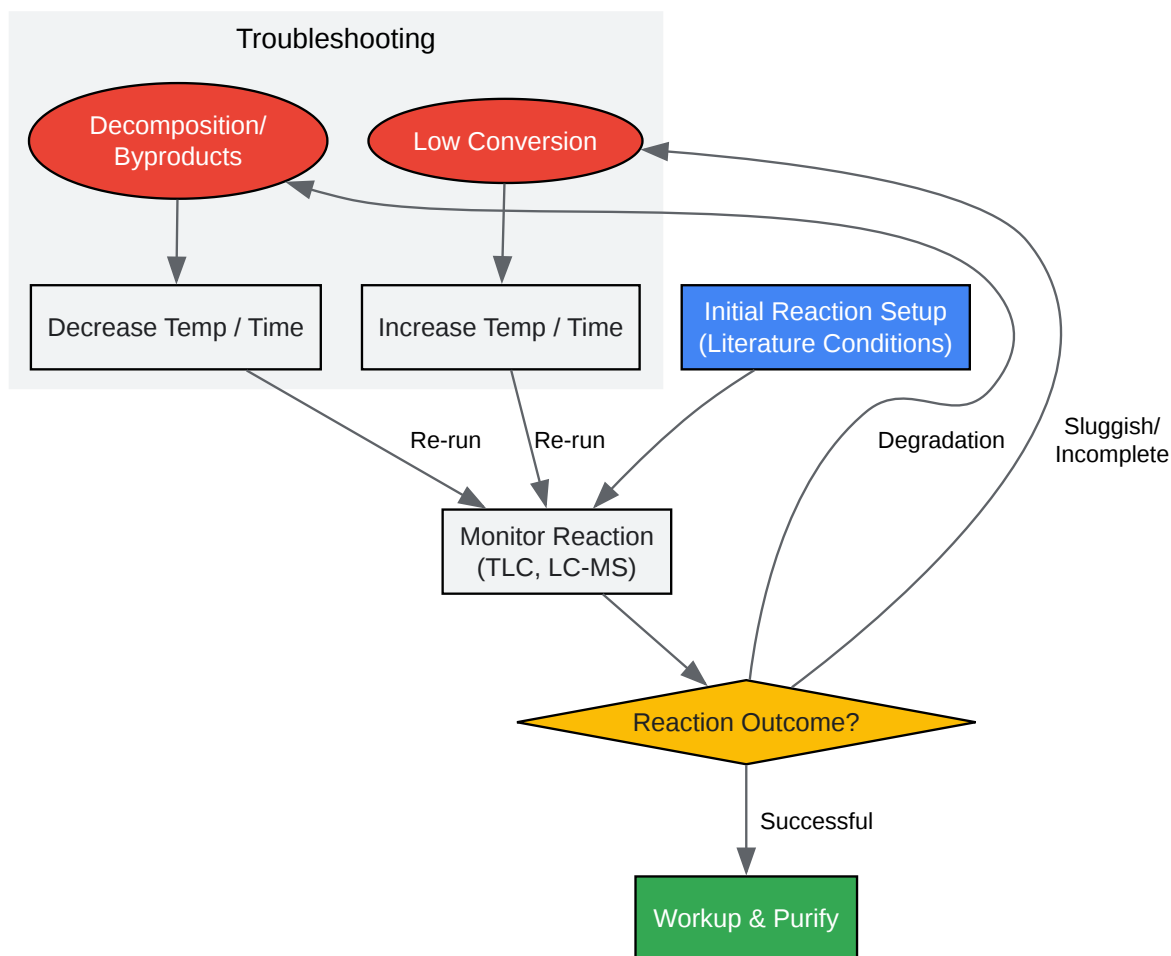 Troubleshooting
Decomposition/
Byproducts
Low Conversion
Decrease Temp / Time
Increase Temp / Time
Initial Reaction Setup
(Literature Conditions)
Re-run
Re-run
Degradation
Sluggish/
Incomplete
Monitor Reaction
(TLC, LC-MS)
Reaction Outcome?
Successful
Workup & Purify